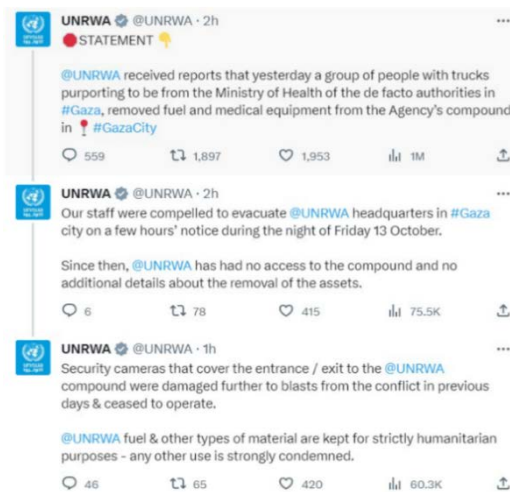 UNRWA @UNRWA · 2h
STATEMENT
@UNRWA received reports that yesterday a group of people with trucks
purporting to be from the Ministry of Health of the de facto authorities in
#Gaza, removed fuel and medical equipment from the Agency's compound
in 📍 #GazaCity
559 1,897 1,953 1M
UNRWA @UNRWA · 2h
Our staff were compelled to evacuate @UNRWA headquarters in #Gaza
city on a few hours' notice during the night of Friday 13 October.
Since then, @UNRWA has had no access to the compound and no
additional details about the removal of the assets.
6 78 415 75.5K
UNRWA @UNRWA · 1h
Security cameras that cover the entrance / exit to the @UNRWA
compound were damaged further to blasts from the conflict in previous
days & ceased to operate.
@UNRWA fuel & other types of material are kept for strictly humanitarian
purposes - any other use is strongly condemned.
46 65 420 60.3K